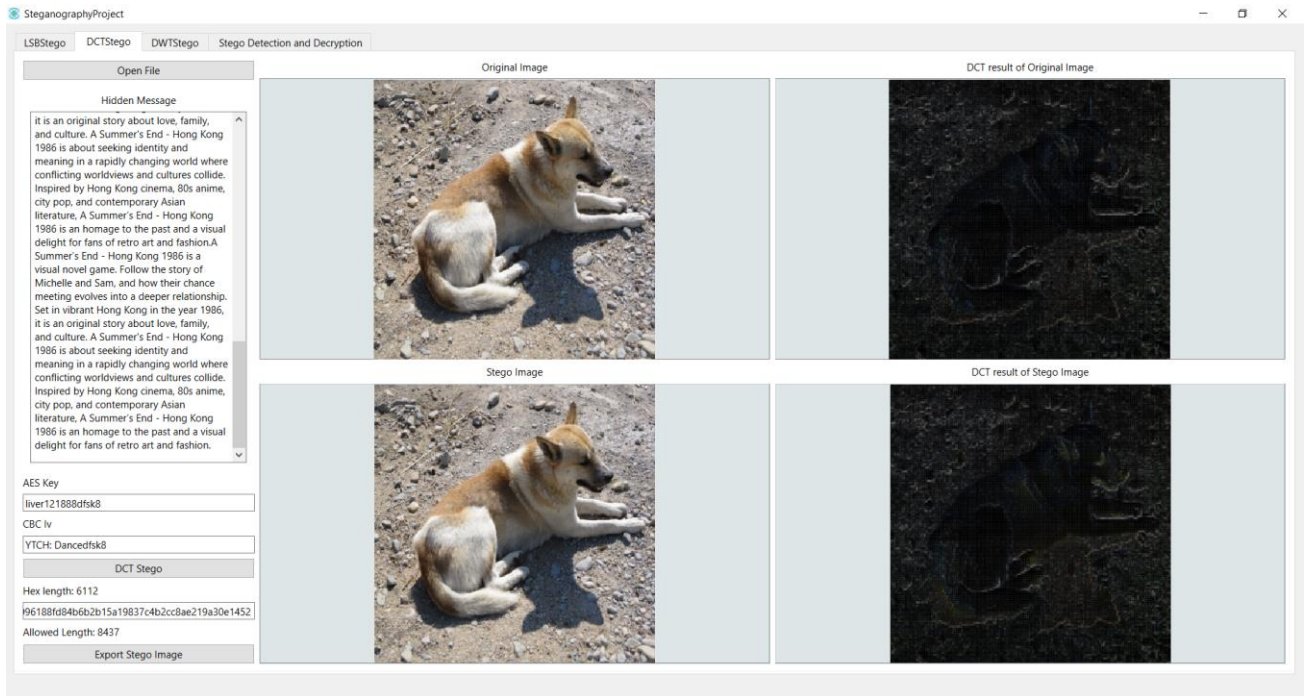 SteganographyProject
LSBStego
DCTStego
DWTStego
Stego Detection and Decryption
Open File
Hidden Message
it is an original story about love, family,
and culture. A Summer's End - Hong Kong
1986 is about seeking identity and
meaning in a rapidly changing world where
conflicting worldviews and cultures collide.
Inspired by Hong Kong cinema, 80s anime,
city pop, and contemporary Asian
literature, A Summer's End - Hong Kong
1986 is an homage to the past and a visual
delight for fans of retro art and fashion.A
Summer's End - Hong Kong 1986 is a
visual novel game. Follow the story of
Michelle and Sam, and how their chance
meeting evolves into a deeper relationship.
Set in vibrant Hong Kong in the year 1986,
it is an original story about love, family,
and culture. A Summer's End - Hong Kong
1986 is about seeking identity and
meaning in a rapidly changing world where
conflicting worldviews and cultures collide.
Inspired by Hong Kong cinema, 80s anime,
city pop, and contemporary Asian
literature, A Summer's End - Hong Kong
1986 is an homage to the past and a visual
delight for fans of retro art and fashion.
AES Key
liver121888dfsk8
CBC Iv
YTCH: Dancedfsk8
DCT Stego
Hex length: 6112
96188fd84b6b2b15a19837c4b2cc8ae219a30e1452
Allowed Length: 8437
Export Stego Image
Original Image
DCT result of Original Image
Stego Image
DCT result of Stego Image